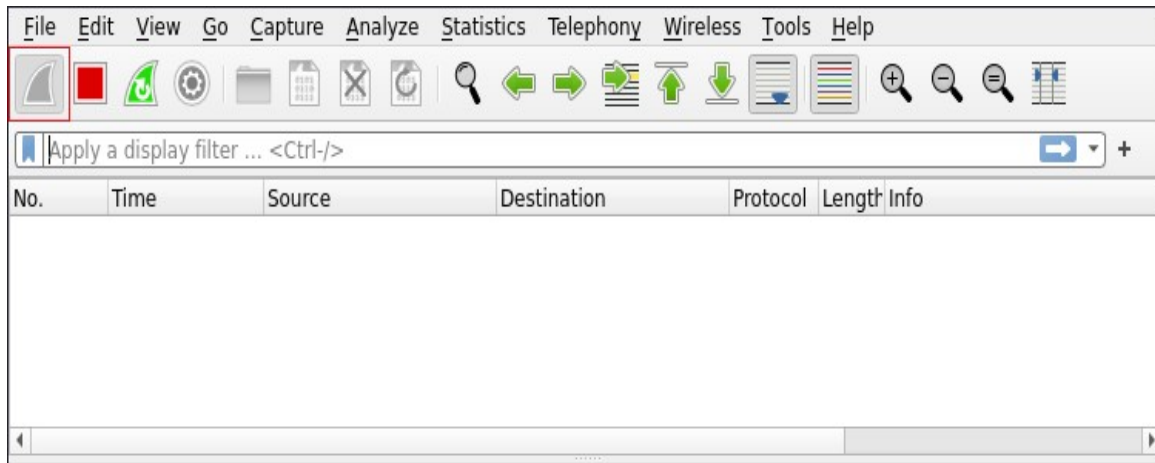 File Edit View Go Capture Analyze Statistics Telephony Wireless Tools Help
Apply a display filter ... <Ctrl-/>
+
No. Time Source Destination Protocol Length Info